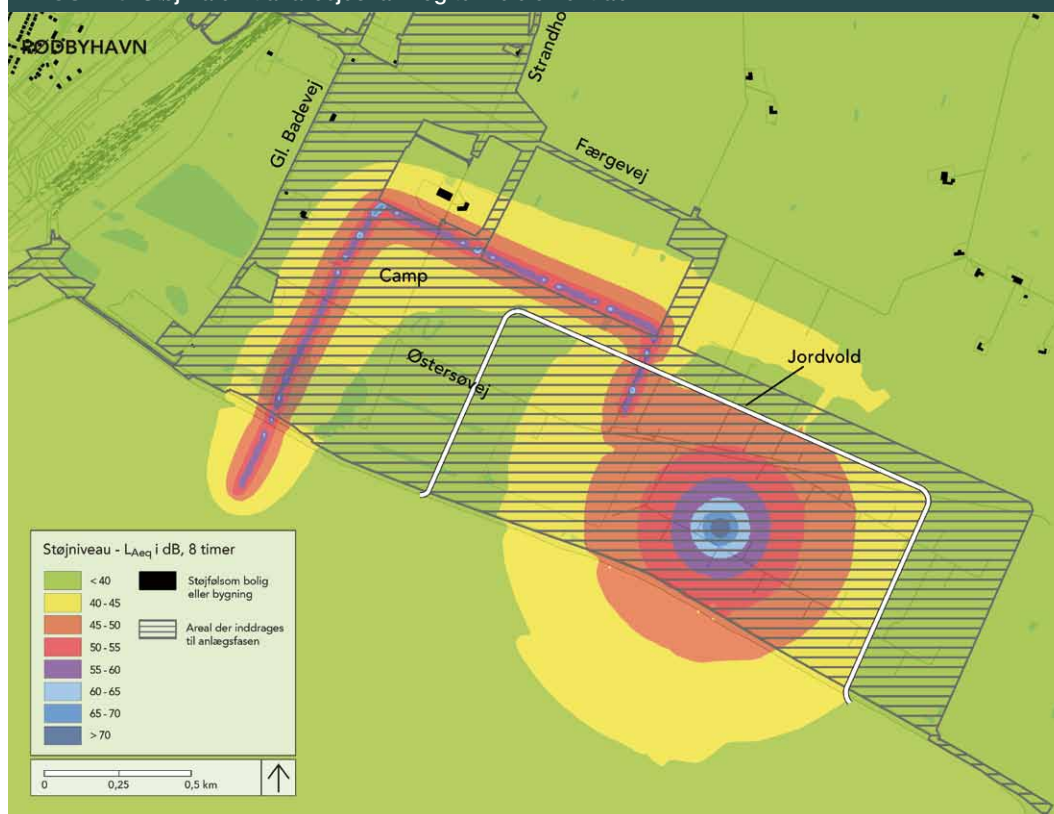 RØDBYHAVN
Strandho
Gl. Badevej
Færgevej
Camp
Østersøvej
Jordvold
Støjniveau - LAeq i dB, 8 timer
< 40
40 - 45
45 - 50
50 - 55
55 - 60
60 - 65
65 - 70
> 70
Støjfølsom bolig
eller bygning
Areal der inddrages
til anlægsfasen
0 0,25 0,5 km